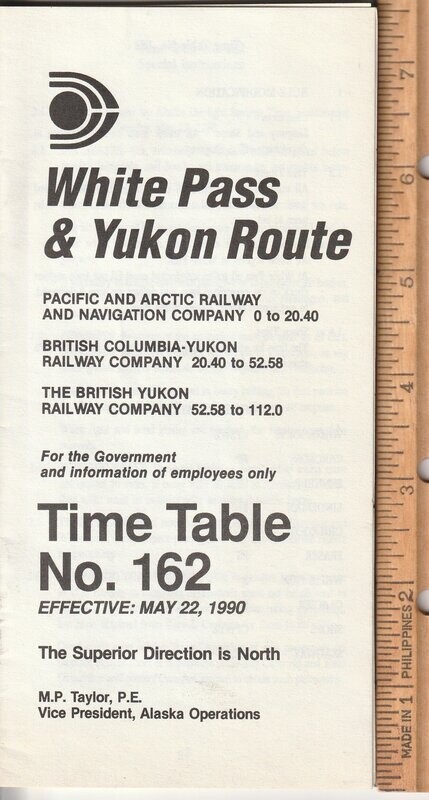 White Pass
& Yukon Route
PACIFIC AND ARCTIC RAILWAY
AND NAVIGATION COMPANY 0 to 20.40
BRITISH COLUMBIA-YUKON
RAILWAY COMPANY 20.40 to 52.58
THE BRITISH YUKON
RAILWAY COMPANY 52.58 to 112.0
For the Government
and information of employees only
Time Table
No. 162
EFFECTIVE: MAY 22, 1990
The Superior Direction is North
M.P. Taylor, P.E.
Vice President, Alaska Operations
7
6
5
4
3
2
1
MADE IN PHILIPPINES